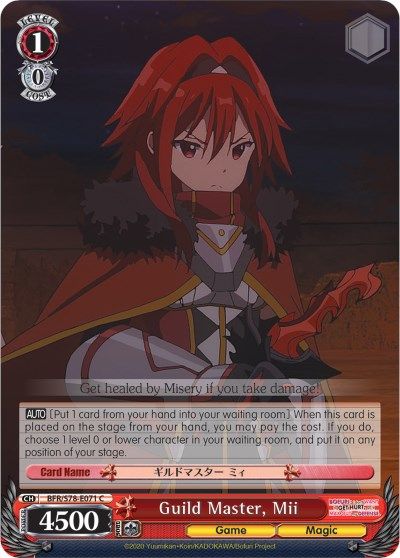 LEVEL
1
0
COST
Get healed by Misery if you take damage!
AUTO [Put 1 card from your hand into your waiting room] When this card is
placed on the stage from your hand, you may pay the cost. If you do,
choose 1 level 0 or lower character in your waiting room, and put it on any
position of your stage.
Card Name
ギルドマスター ミィ
CH BFR/S78-E071 C
POWER
4500
Guild Master, Mii
Game
Magic
©2020 Yuumikan・Koin/KADOKAWA/Bofuri Project